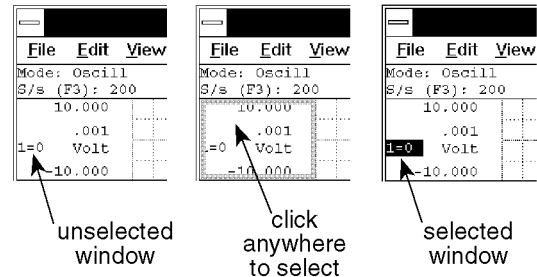 File Edit View
Mode: Oscill
S/s (F3): 200
10.000
.001
1=0 Volt
-10.000
unselected
window
File Edit View
Mode: Oscill
S/s (F3): 200
10.000
.001
.=0 Volt
-10.000
click
anywhere
to select
File Edit View
Mode: Oscill
S/s (F3): 200
10.000
.001
1=0 Volt
-10.000
selected
window